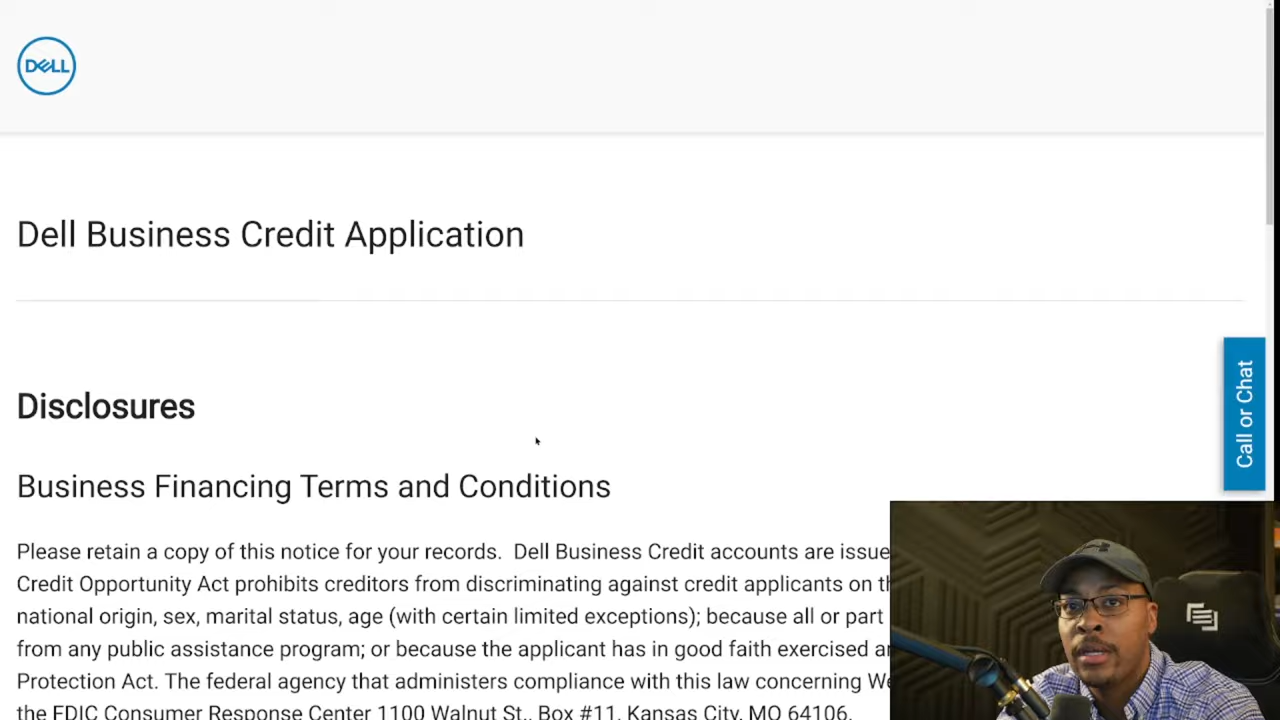 DELL
Dell Business Credit Application
Disclosures
Call or Chat
Business Financing Terms and Conditions
Please retain a copy of this notice for your records. Dell Business Credit accounts are issue
Credit Opportunity Act prohibits creditors from discriminating against credit applicants on th
national origin, sex, marital status, age (with certain limited exceptions); because all or part
from any public assistance program; or because the applicant has in good faith exercised a
Protection Act. The federal agency that administers compliance with this law concerning We
the FDIC Consumer Response Center 1100 Walnut St., Box #11, Kansas City, MO 64106.